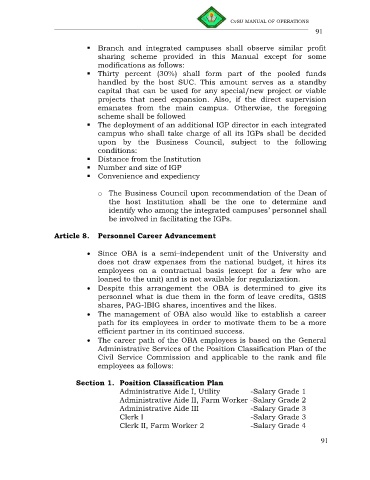 CvSU MANUAL OF OPERATIONS
91
▪ Branch and integrated campuses shall observe similar profit
sharing scheme provided in this Manual except for some
modifications as follows:
▪ Thirty percent (30%) shall form part of the pooled funds
handled by the host SUC. This amount serves as a standby
capital that can be used for any special/new project or viable
projects that need expansion. Also, if the direct supervision
emanates from the main campus. Otherwise, the foregoing
scheme shall be followed
▪ The deployment of an additional IGP director in each integrated
campus who shall take charge of all its IGPs shall be decided
upon by the Business Council, subject to the following
conditions:
▪ Distance from the Institution
▪ Number and size of IGP
▪ Convenience and expediency
o The Business Council upon recommendation of the Dean of
the host Institution shall be the one to determine and
identify who among the integrated campuses' personnel shall
be involved in facilitating the IGPs.
Article 8. Personnel Career Advancement
• Since OBA is a semi–independent unit of the University and
does not draw expenses from the national budget, it hires its
employees on a contractual basis (except for a few who are
loaned to the unit) and is not available for regularization.
• Despite this arrangement the OBA is determined to give its
personnel what is due them in the form of leave credits, GSIS
shares, PAG-IBIG shares, incentives and the likes.
• The management of OBA also would like to establish a career
path for its employees in order to motivate them to be a more
efficient partner in its continued success.
• The career path of the OBA employees is based on the General
Administrative Services of the Position Classification Plan of the
Civil Service Commission and applicable to the rank and file
employees as follows:
Section 1. Position Classification Plan
Administrative Aide I, Utility -Salary Grade 1
Administrative Aide II, Farm Worker -Salary Grade 2
Administrative Aide III -Salary Grade 3
Clerk I -Salary Grade 3
Clerk II, Farm Worker 2 -Salary Grade 4
91